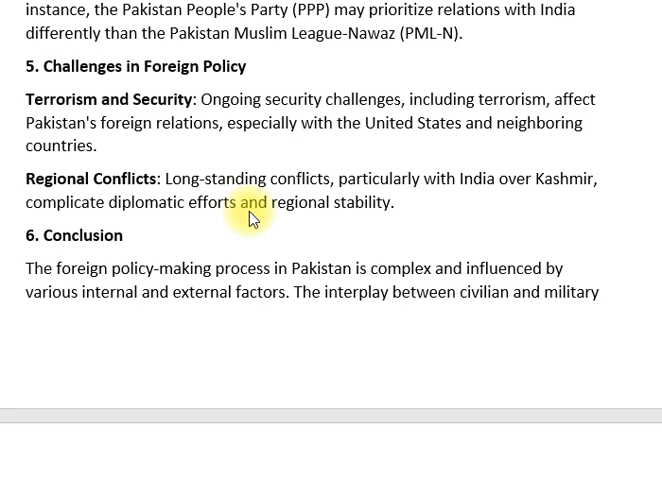 instance, the Pakistan People's Party (PPP) may prioritize relations with India
differently than the Pakistan Muslim League-Nawaz (PML-N).
5. Challenges in Foreign Policy
Terrorism and Security: Ongoing security challenges, including terrorism, affect
Pakistan's foreign relations, especially with the United States and neighboring
countries.
Regional Conflicts: Long-standing conflicts, particularly with India over Kashmir,
complicate diplomatic efforts and regional stability.
6. Conclusion
The foreign policy-making process in Pakistan is complex and influenced by
various internal and external factors. The interplay between civilian and military